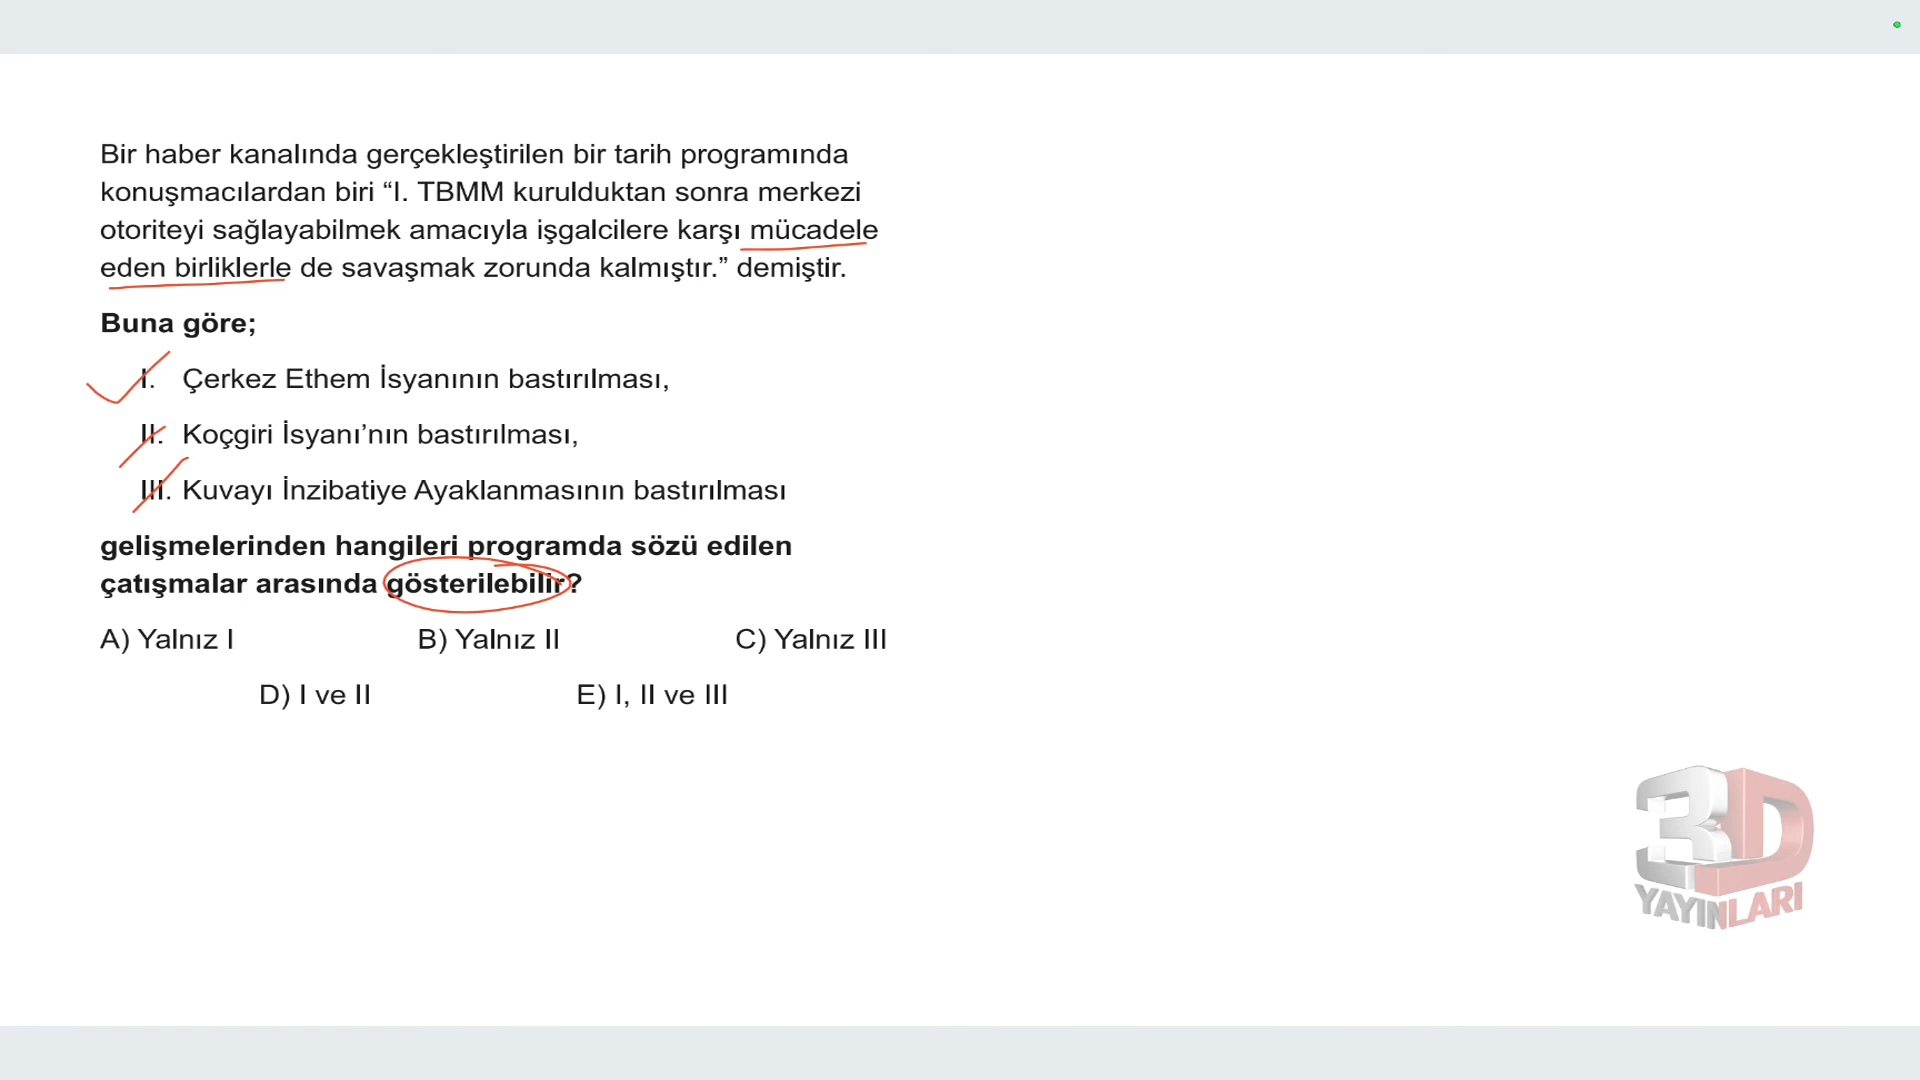 Bir haber kanalında gerçekleştirilen bir tarih programında
konuşmacılardan biri “I. TBMM kurulduktan sonra merkezi
otoriteyi sağlayabilmek amacıyla işgalcilere karşı mücadele
eden birliklerle de savaşmak zorunda kalmıştır.” demiştir.
Buna göre;
I. Çerkez Ethem İsyanının bastırılması,
II. Koçgiri İsyanı’nın bastırılması,
III. Kuvayı İnzibatiye Ayaklanmasının bastırılması
gelişmelerinden hangileri programda sözü edilen
çatışmalar arasında gösterilebilir?
A) Yalnız I B) Yalnız II C) Yalnız III
D) I ve II E) I, II ve III
3D
YAYINLARI